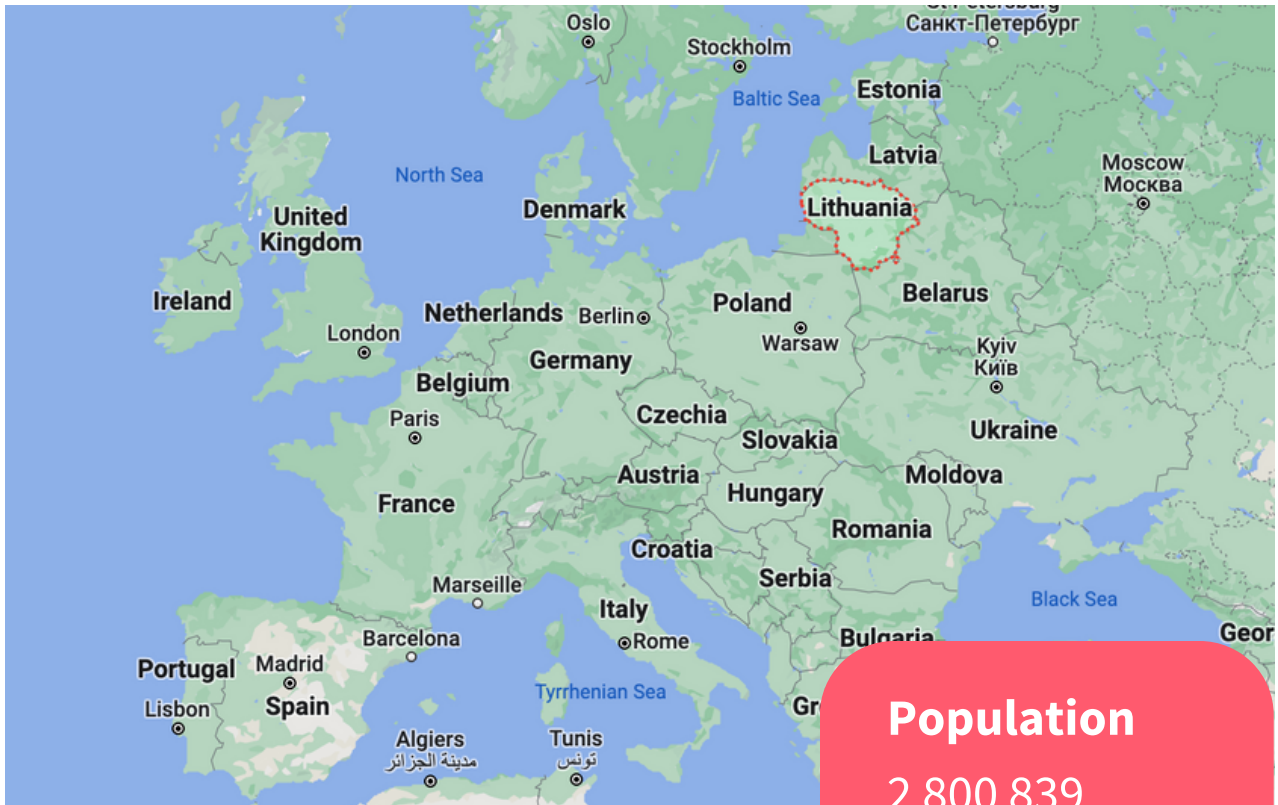 Oslo
Stockholm
Санкт-Петербург
Baltic Sea
Estonia
Latvia
Moscow
Москва
North Sea
Denmark
Lithuania
United
Kingdom
Ireland
Netherlands
Berlin
Poland
Belarus
London
Warsaw
Germany
Kyiv
Київ
Belgium
Paris
Czechia
Slovakia
Ukraine
Austria
Hungary
Moldova
France
Romania
Croatia
Serbia
Marseille
Italy
Black Sea
Barcelona
Rome
Bulgaria
Geor
Portugal
Madrid
Tyrrhenian Sea
Lisbon
Spain
Gr
Algiers
مدينة الجزائر
Tunis
تونس
Population
2 800 839